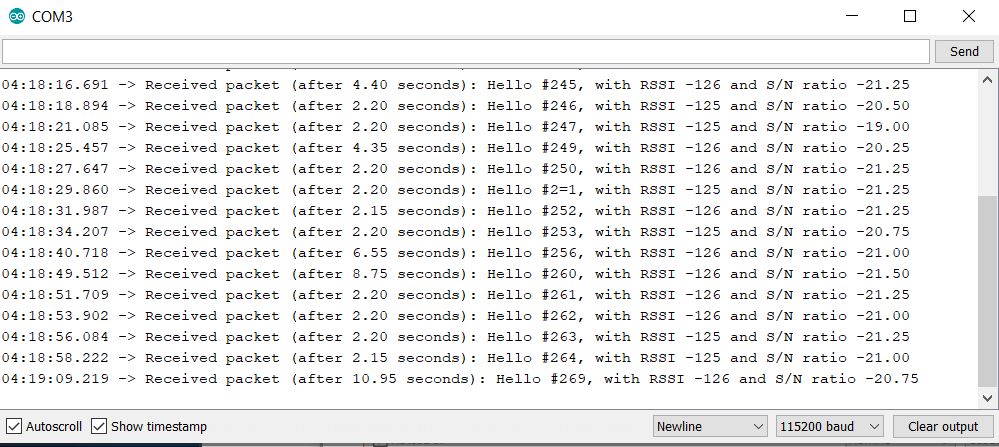 COM3
Send
04:18:16.691 -> Received packet (after 4.40 seconds): Hello #245, with RSSI -126 and S/N ratio -21.25
04:18:18.894 -> Received packet (after 2.20 seconds): Hello #246, with RSSI -125 and S/N ratio -20.50
04:18:21.085 -> Received packet (after 2.20 seconds): Hello #247, with RSSI -125 and S/N ratio -19.00
04:18:25.457 -> Received packet (after 4.35 seconds): Hello #249, with RSSI -126 and S/N ratio -20.25
04:18:27.647 -> Received packet (after 2.20 seconds): Hello #250, with RSSI -126 and S/N ratio -21.25
04:18:29.860 -> Received packet (after 2.20 seconds): Hello #2=1, with RSSI -125 and S/N ratio -21.25
04:18:31.987 -> Received packet (after 2.15 seconds): Hello #252, with RSSI -126 and S/N ratio -21.25
04:18:34.207 -> Received packet (after 2.20 seconds): Hello #253, with RSSI -125 and S/N ratio -20.75
04:18:40.718 -> Received packet (after 6.55 seconds): Hello #256, with RSSI -126 and S/N ratio -21.00
04:18:49.512 -> Received packet (after 8.75 seconds): Hello #260, with RSSI -126 and S/N ratio -21.50
04:18:51.709 -> Received packet (after 2.20 seconds): Hello #261, with RSSI -126 and S/N ratio -21.25
04:18:53.902 -> Received packet (after 2.20 seconds): Hello #262, with RSSI -126 and S/N ratio -21.00
04:18:56.084 -> Received packet (after 2.20 seconds): Hello #263, with RSSI -125 and S/N ratio -21.25
04:18:58.222 -> Received packet (after 2.15 seconds): Hello #264, with RSSI -125 and S/N ratio -21.00
04:19:09.219 -> Received packet (after 10.95 seconds): Hello #269, with RSSI -126 and S/N ratio -20.75
Autoscroll Show timestamp Newline 115200 baud Clear output